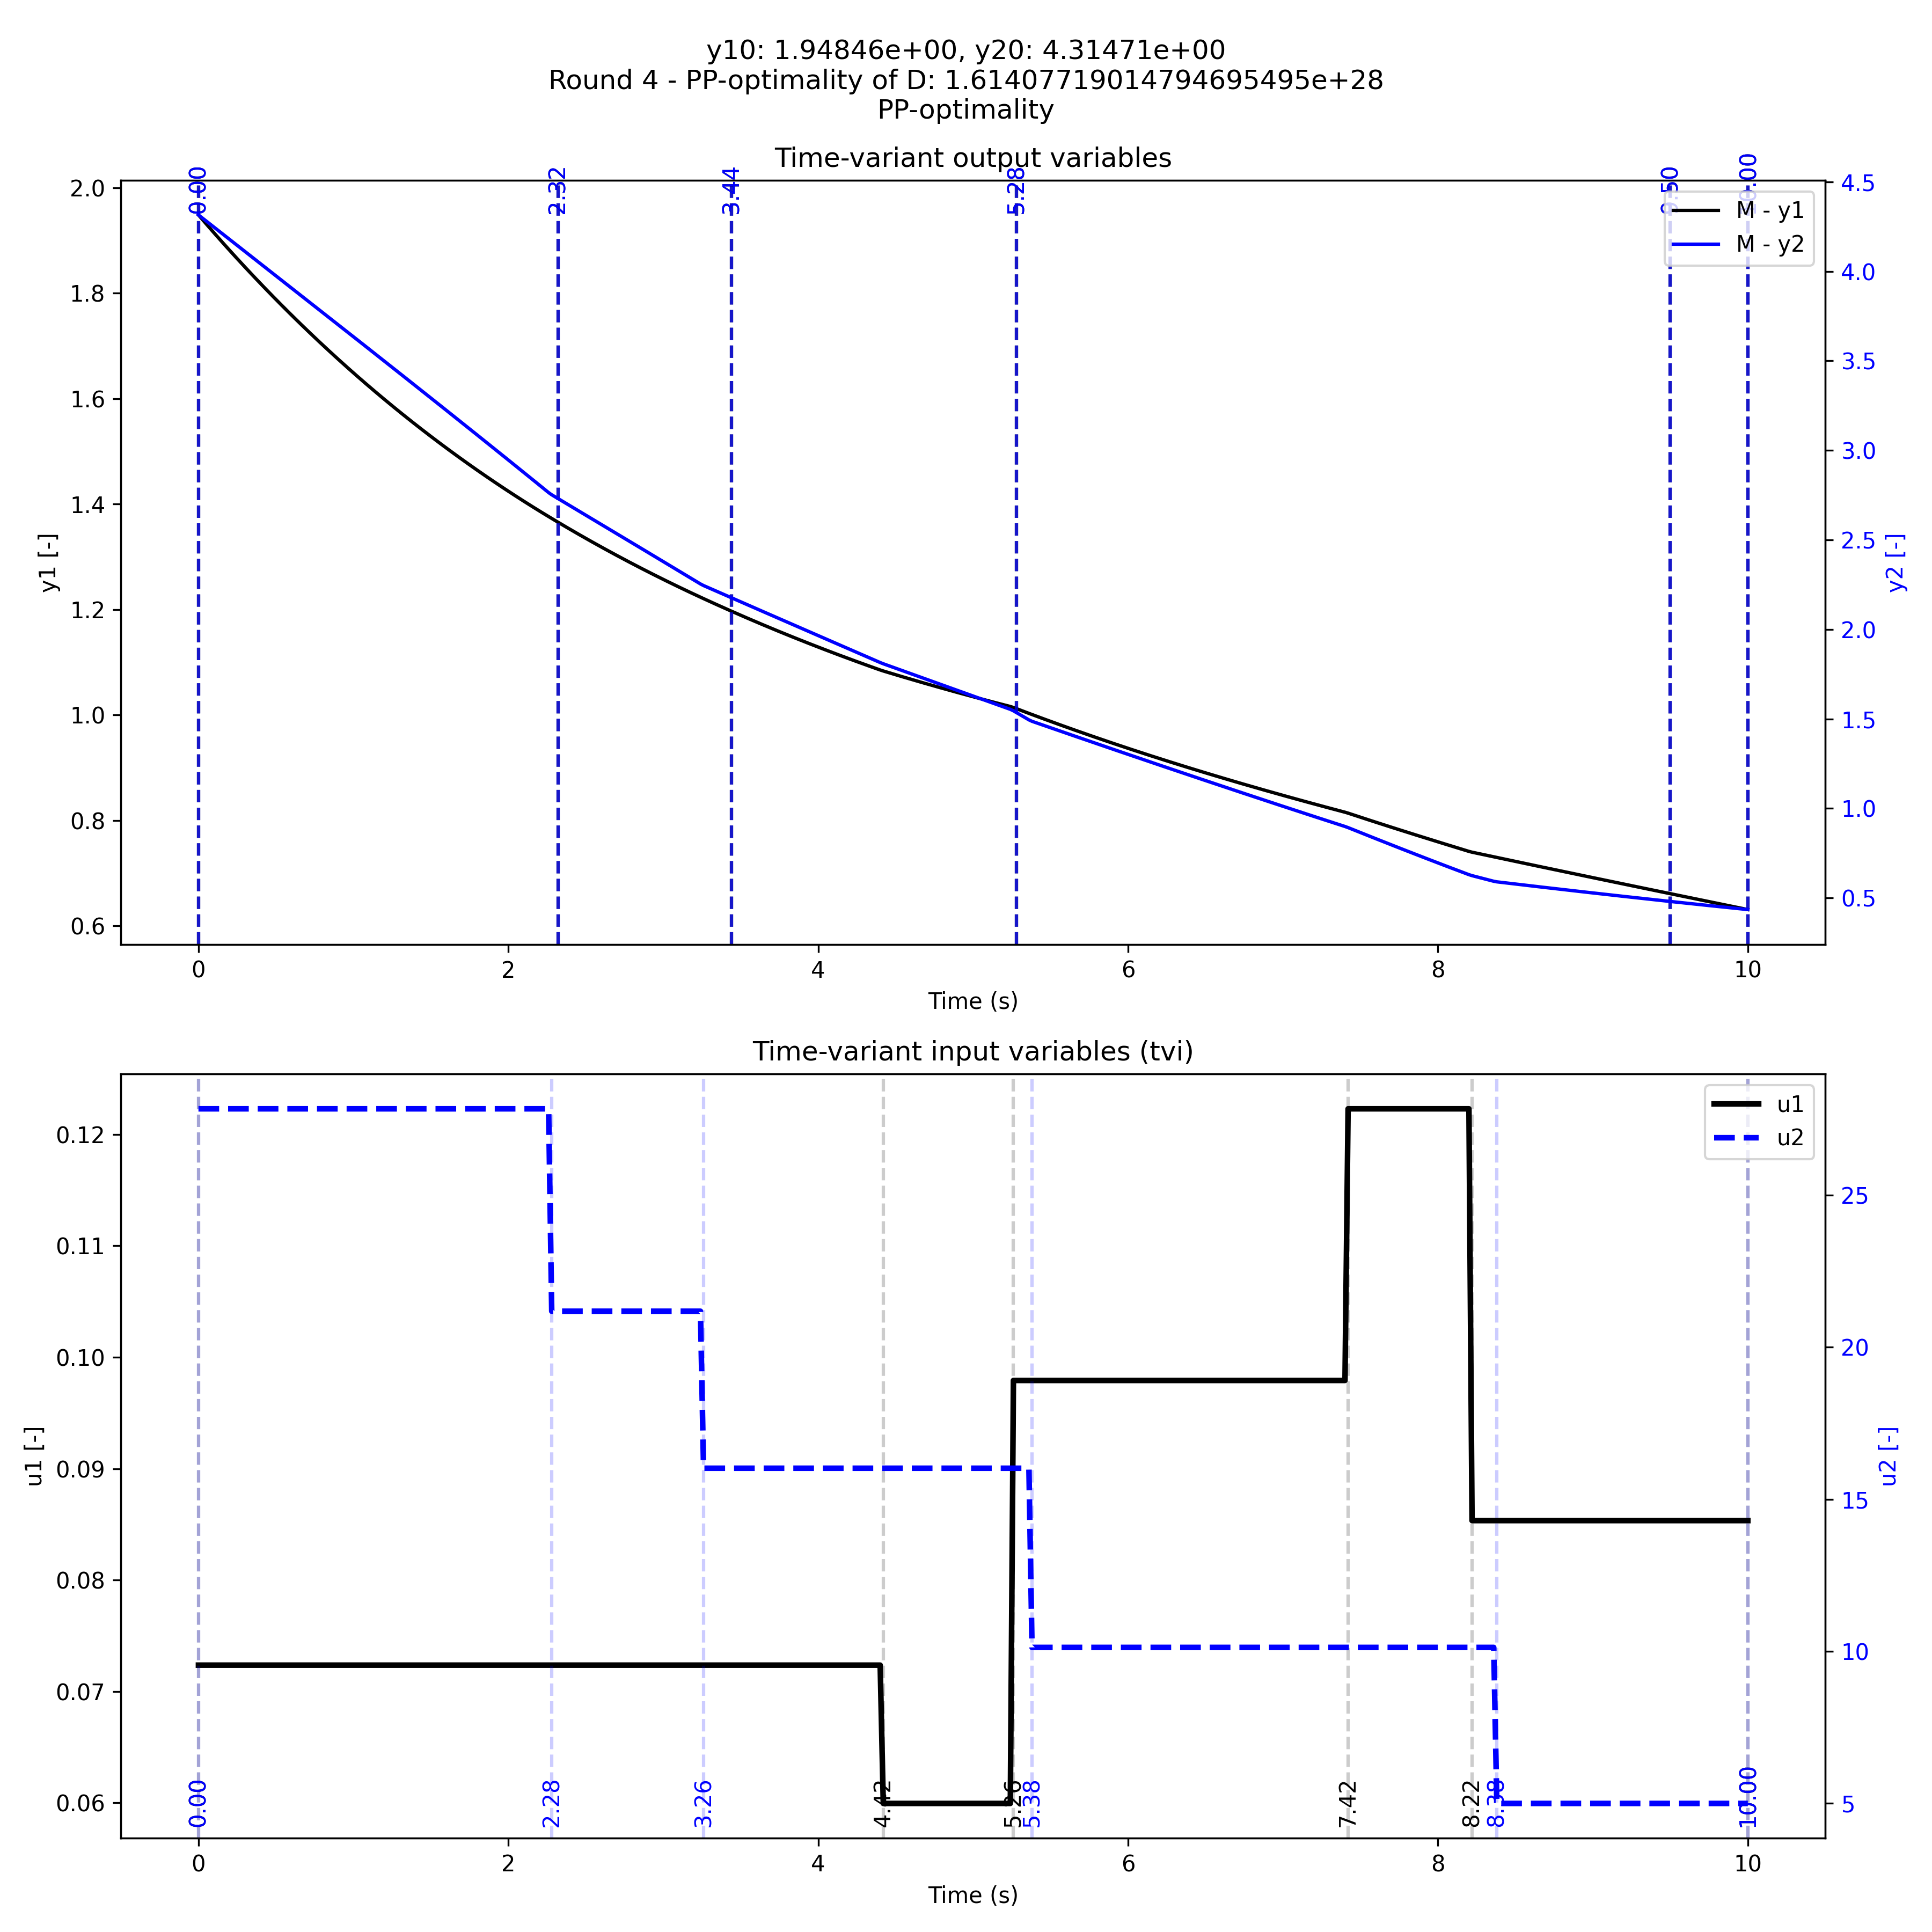 y10: 1.94846e+00, y20: 4.31471e+00
Round 4 - PP-optimality of D: 1.61407719014794695495e+28
PP-optimality
Time-variant output variables
0.00
2.32
3.44
5.28
9.50
10.00
M - y1
M - y2
2.0
1.8
1.6
1.4
1.2
1.0
0.8
0.6
y1 [-]
4.5
4.0
3.5
3.0
2.5
2.0
1.5
1.0
0.5
y2 [-]
0 2 4 6 8 10
Time (s)
Time-variant input variables (tvi)
u1
u2
0.12
0.11
0.10
0.09
0.08
0.07
0.06
u1 [-]
25
20
15
10
5
u2 [-]
0.00
2.28
3.26
4.42
5.26
5.38
7.42
8.22
8.38
10.00
0 2 4 6 8 10
Time (s)